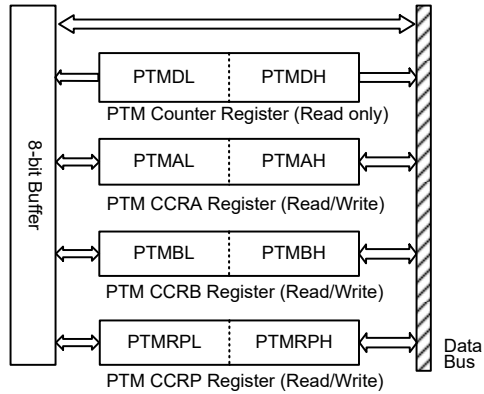 PTMDL PTMDH
PTM Counter Register (Read only)
PTMAL PTMAH
PTM CCRA Register (Read/Write)
PTMBL PTMBH
PTM CCRB Register (Read/Write)
PTMRPL PTMRPH
PTM CCRP Register (Read/Write)
8-bit Buffer
Data
Bus